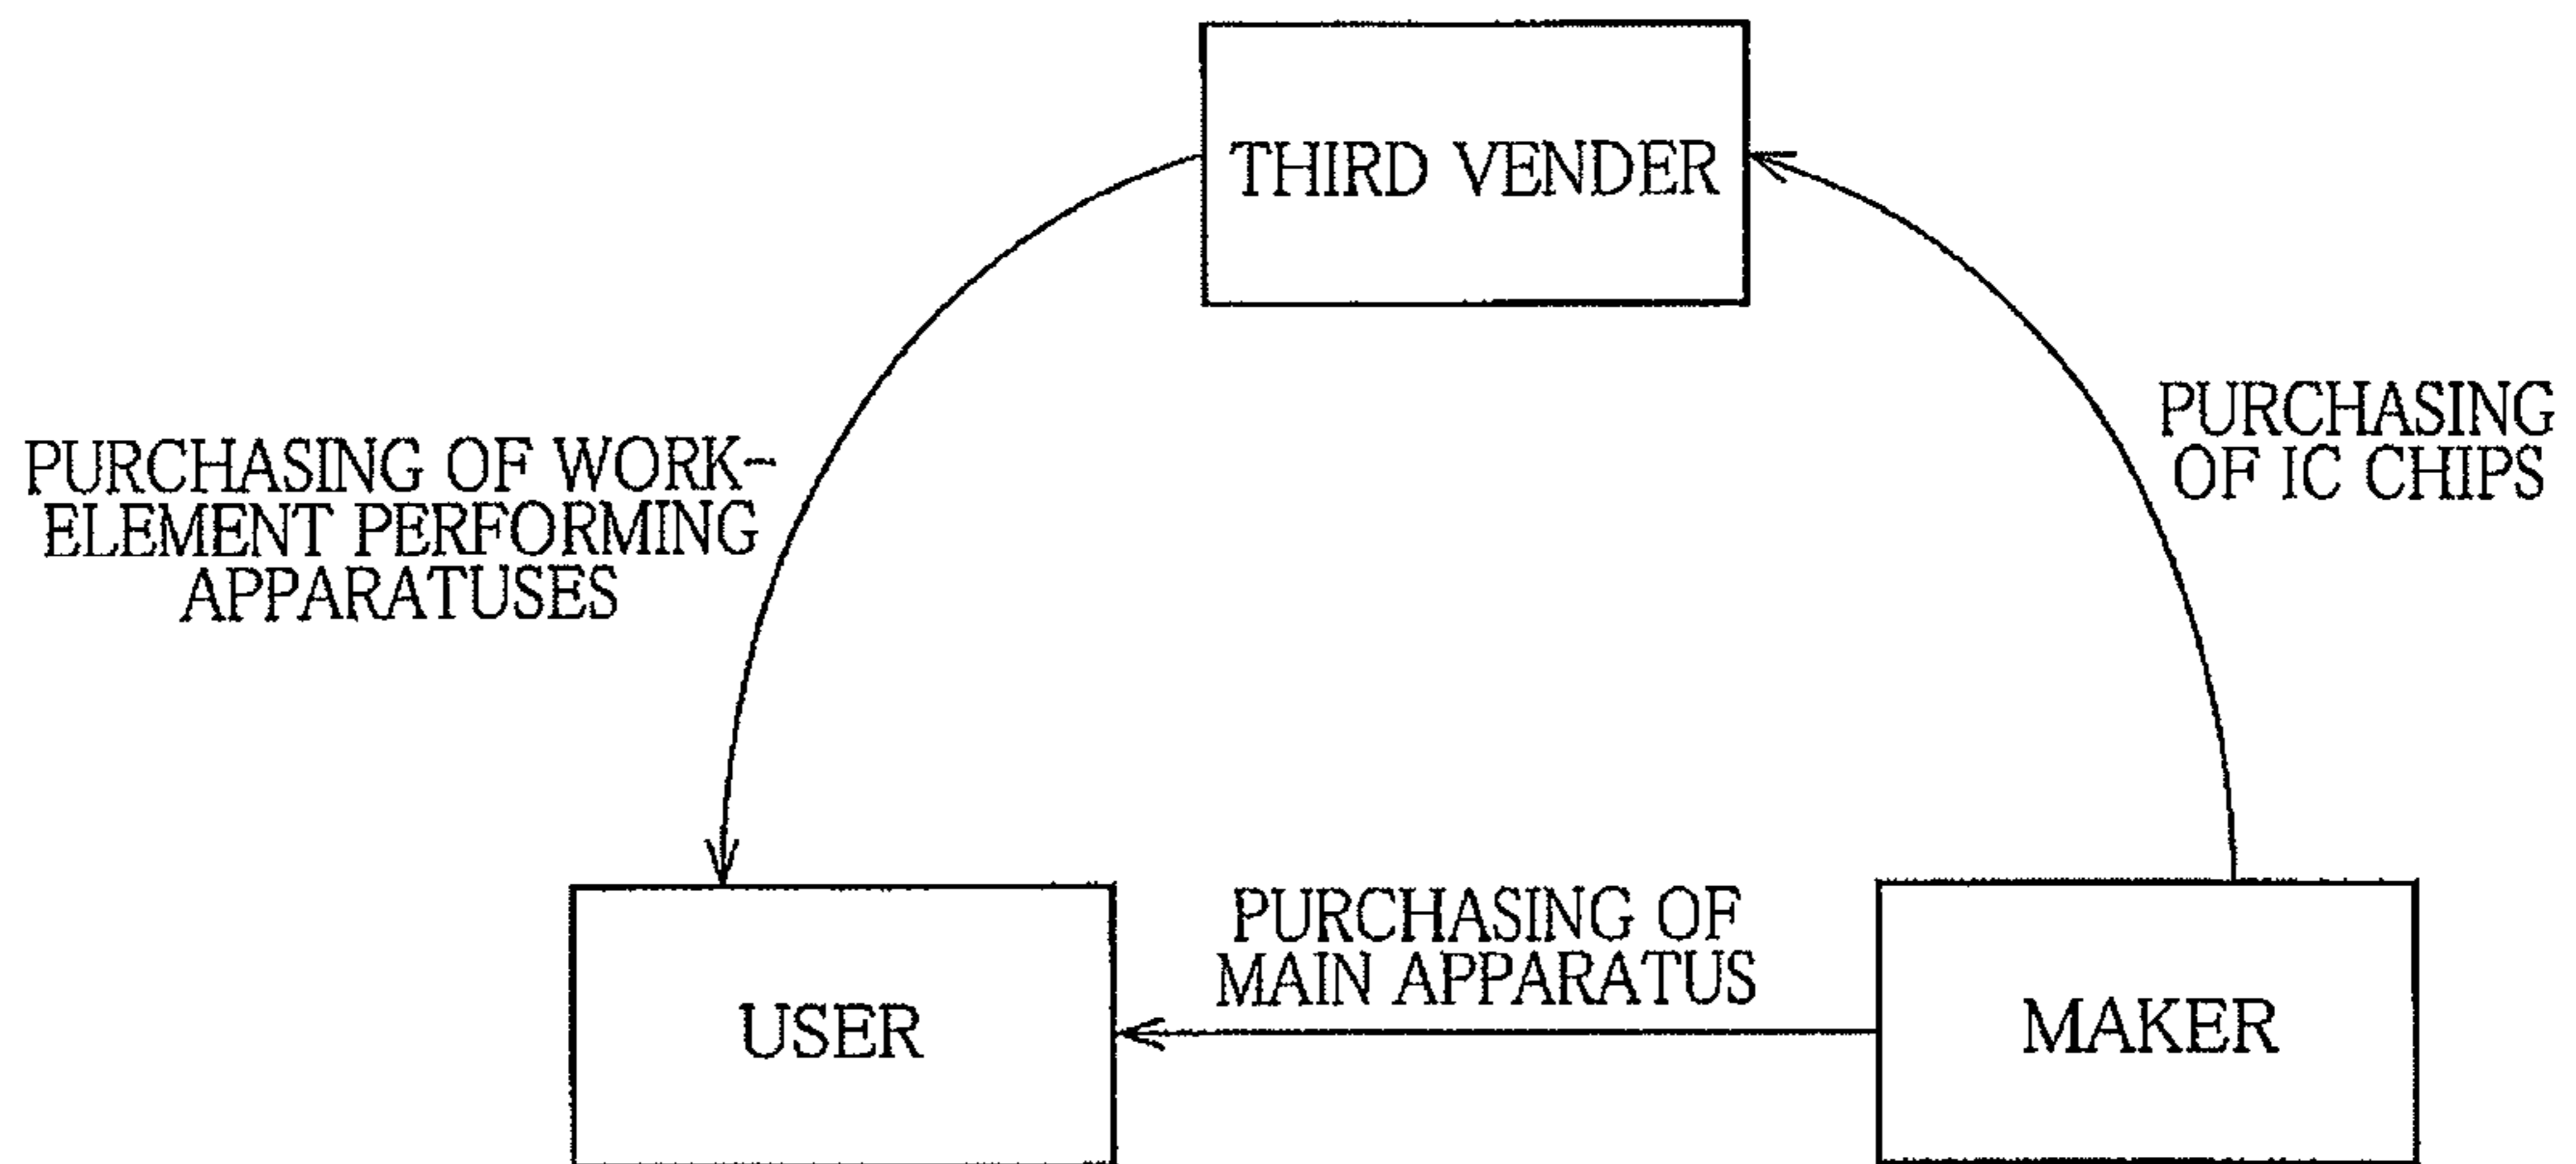 THIRD VENDER
PURCHASING
OF IC CHIPS
PURCHASING OF WORK-
ELEMENT PERFORMING
APPARATUSES
PURCHASING OF
MAIN APPARATUS
USER
MAKER